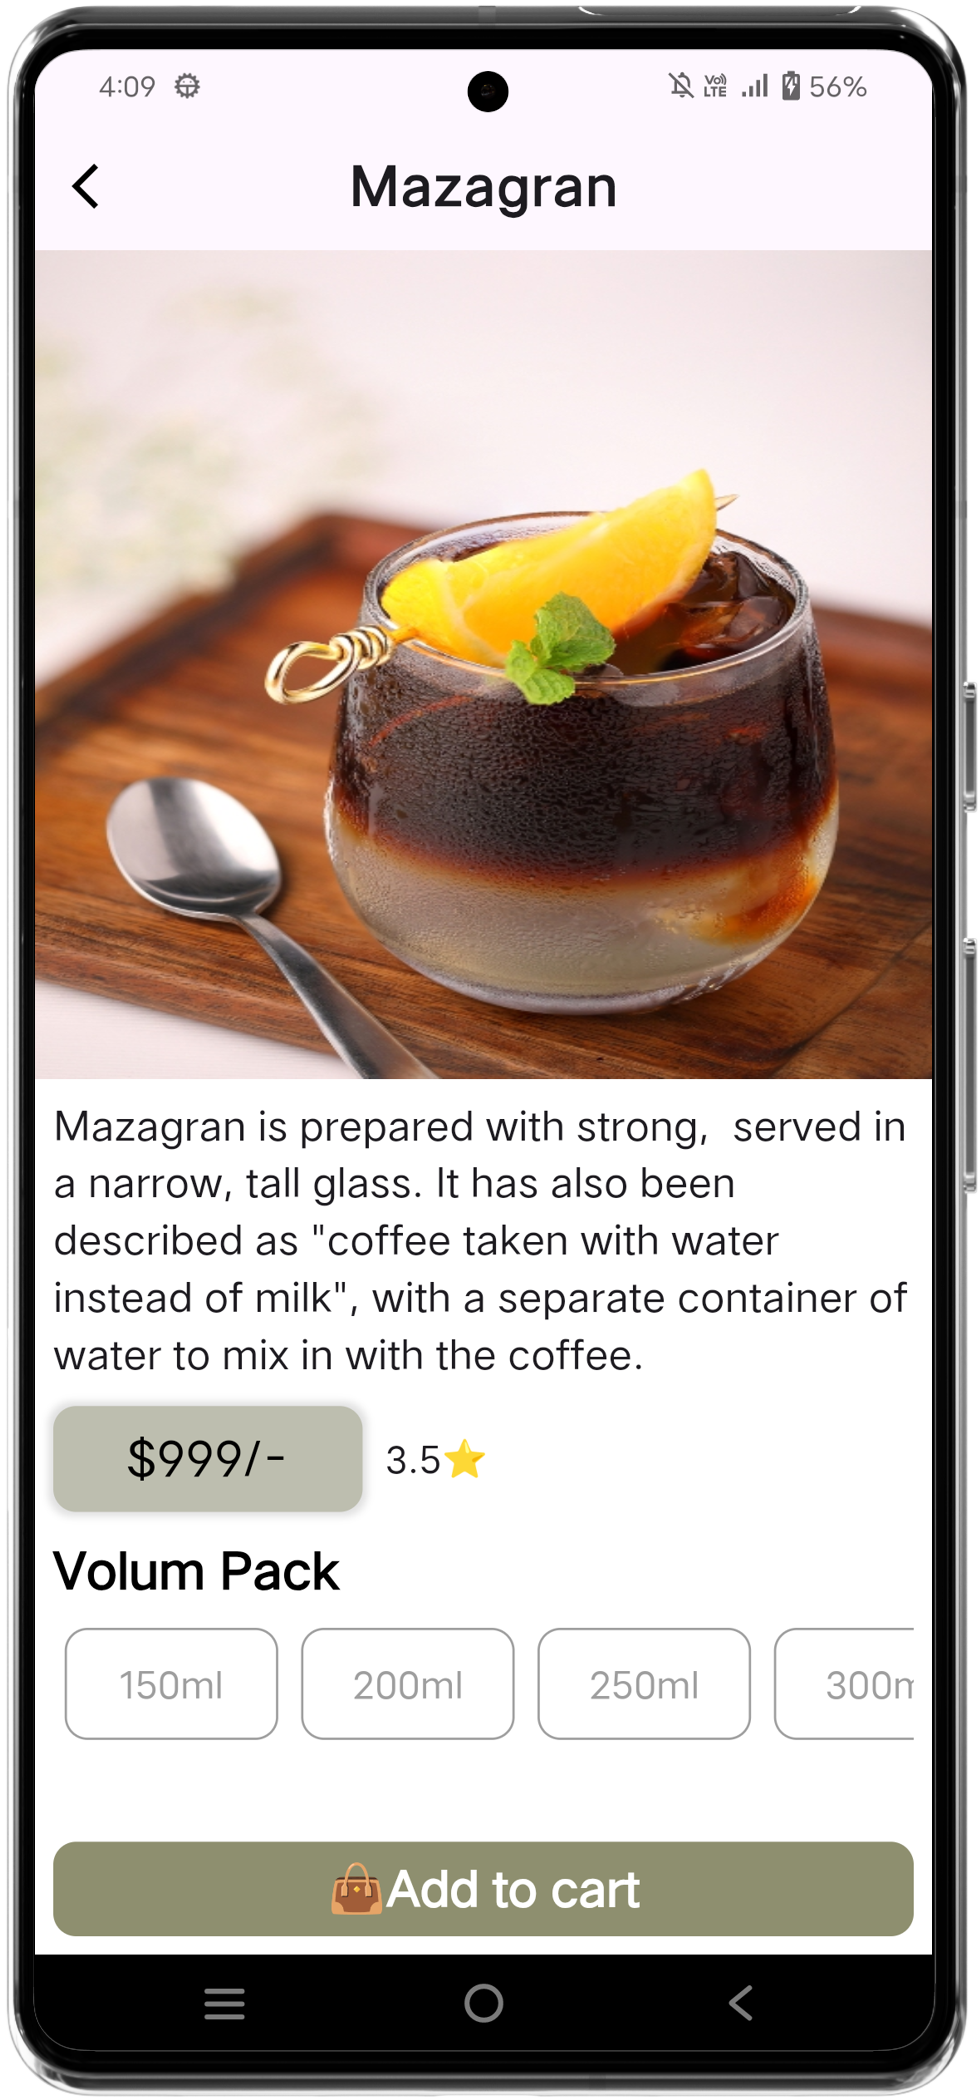 4:09 Vo) LTE 56%
Mazagran
Mazagran is prepared with strong,  served in
a narrow, tall glass. It has also been
described as "coffee taken with water
instead of milk", with a separate container of
water to mix in with the coffee.
$999/- 3.5⭐
Volum Pack
150ml 200ml 250ml 300m
👜Add to cart